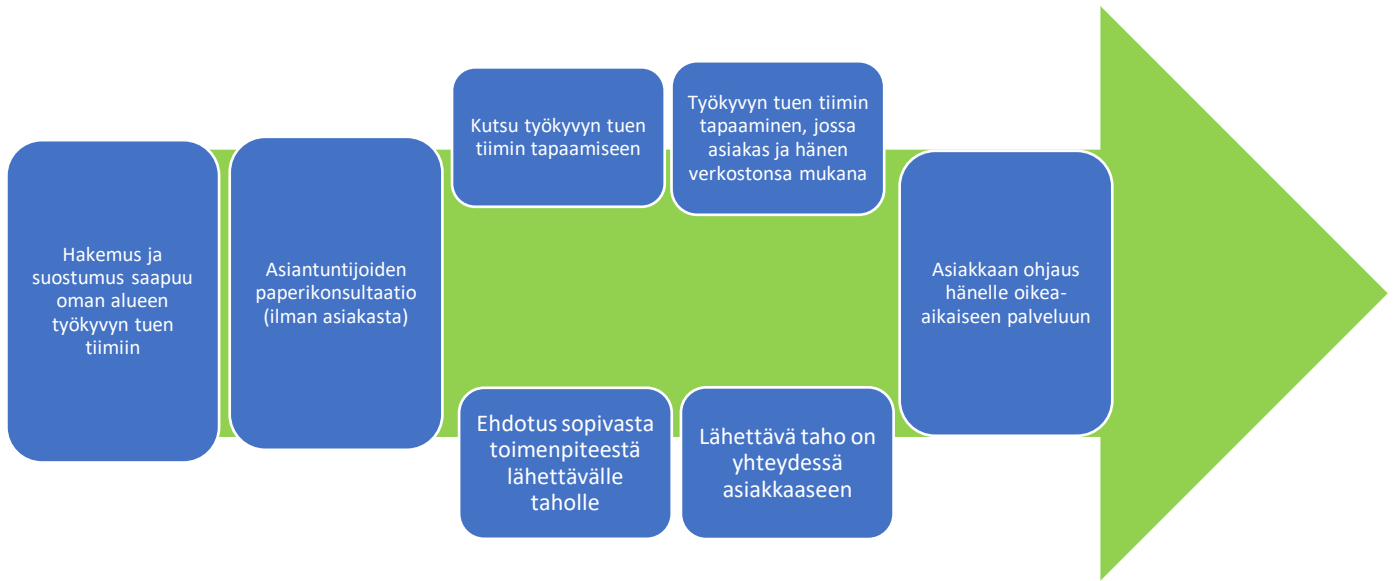 Hakemus ja
suostumus saapuu
oman alueen
työkyvyn tuen
tiimiin
Asiantuntijoiden
paperikonsultaatio
(ilman asiakasta)
Kutsu työkyvyn tuen
tiimin tapaamiseen
Työkyvyn tuen tiimin
tapaaminen, jossa
asiakas ja hänen
verkostonsa mukana
Ehdotus sopivasta
toimenpiteestä
lähettävälle
taholle
Lähettävä taho on
yhteydessä
asiakkaaseen
Asiakkaan ohjaus
hänelle oikea-
aikaiseen palveluun